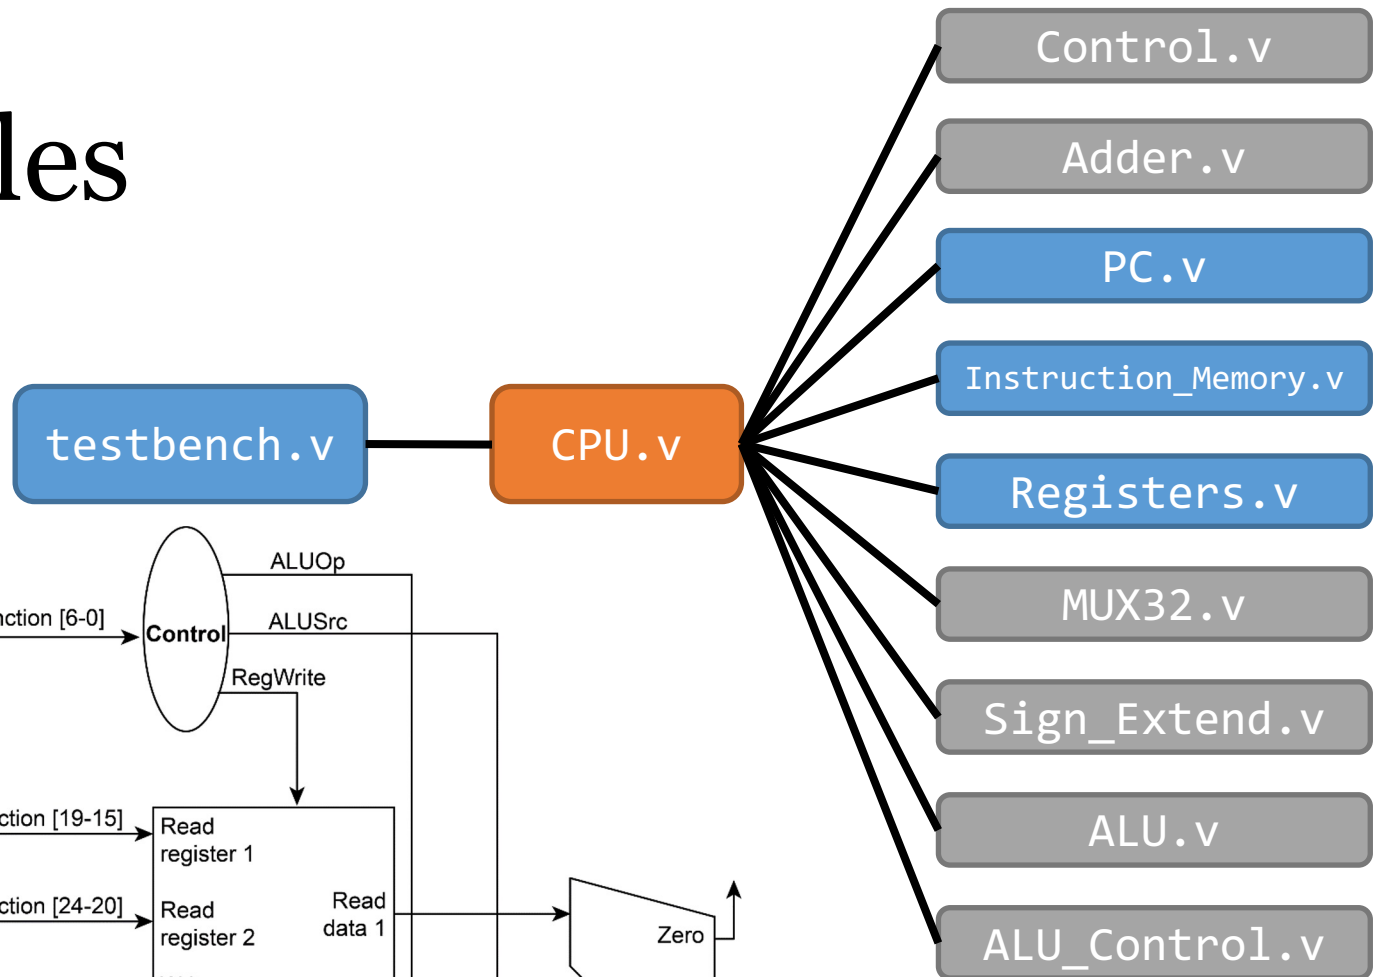 les
Control.v
Adder.v
PC.v
Instruction_Memory.v
testbench.v
CPU.v
Registers.v
MUX32.v
Sign_Extend.v
ALU.v
ALU_Control.v
ALUOp
nction [6-0]
Control
ALUSrc
RegWrite
ction [19-15]
Read
register 1
ction [24-20]
Read
register 2
Read
data 1
Zero